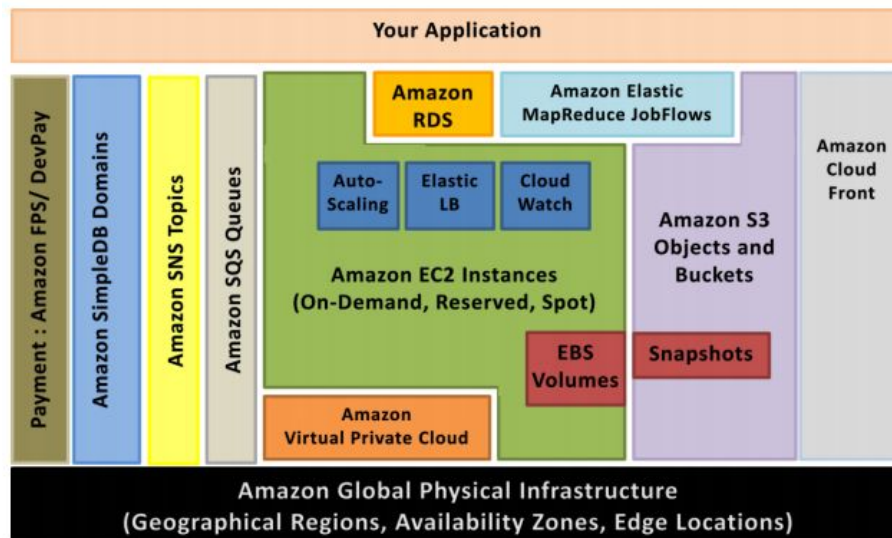 Your Application
Payment : Amazon FPS/ DevPay
Amazon SimpleDB Domains
Amazon SNS Topics
Amazon SQS Queues
Amazon
RDS
Amazon Elastic
MapReduce JobFlows
Auto-
Scaling
Elastic
LB
Cloud
Watch
Amazon EC2 Instances
(On-Demand, Reserved, Spot)
EBS
Volumes
Amazon
Virtual Private Cloud
Amazon S3
Objects and
Buckets
Snapshots
Amazon
Cloud
Front
Amazon Global Physical Infrastructure
(Geographical Regions, Availability Zones, Edge Locations)